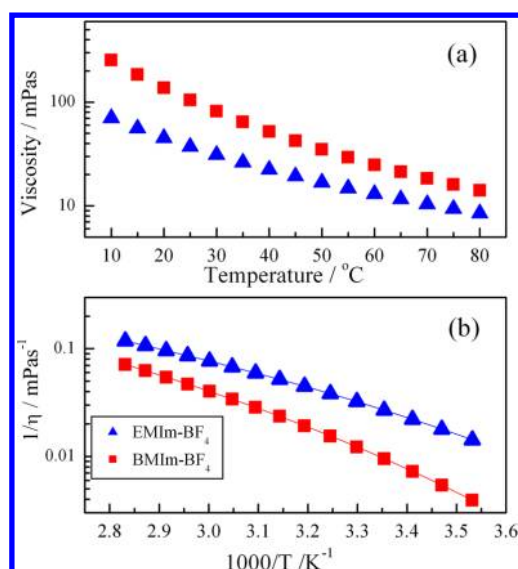 (a)
Viscosity / mPas
100
10
10 20 30 40 50 60 70 80
Temperature / °C
(b)
1/η / mPas⁻¹
0.1
0.01
EMIm-BF₄
BMIm-BF₄
2.8 2.9 3.0 3.1 3.2 3.3 3.4 3.5 3.6
1000/T /K⁻¹